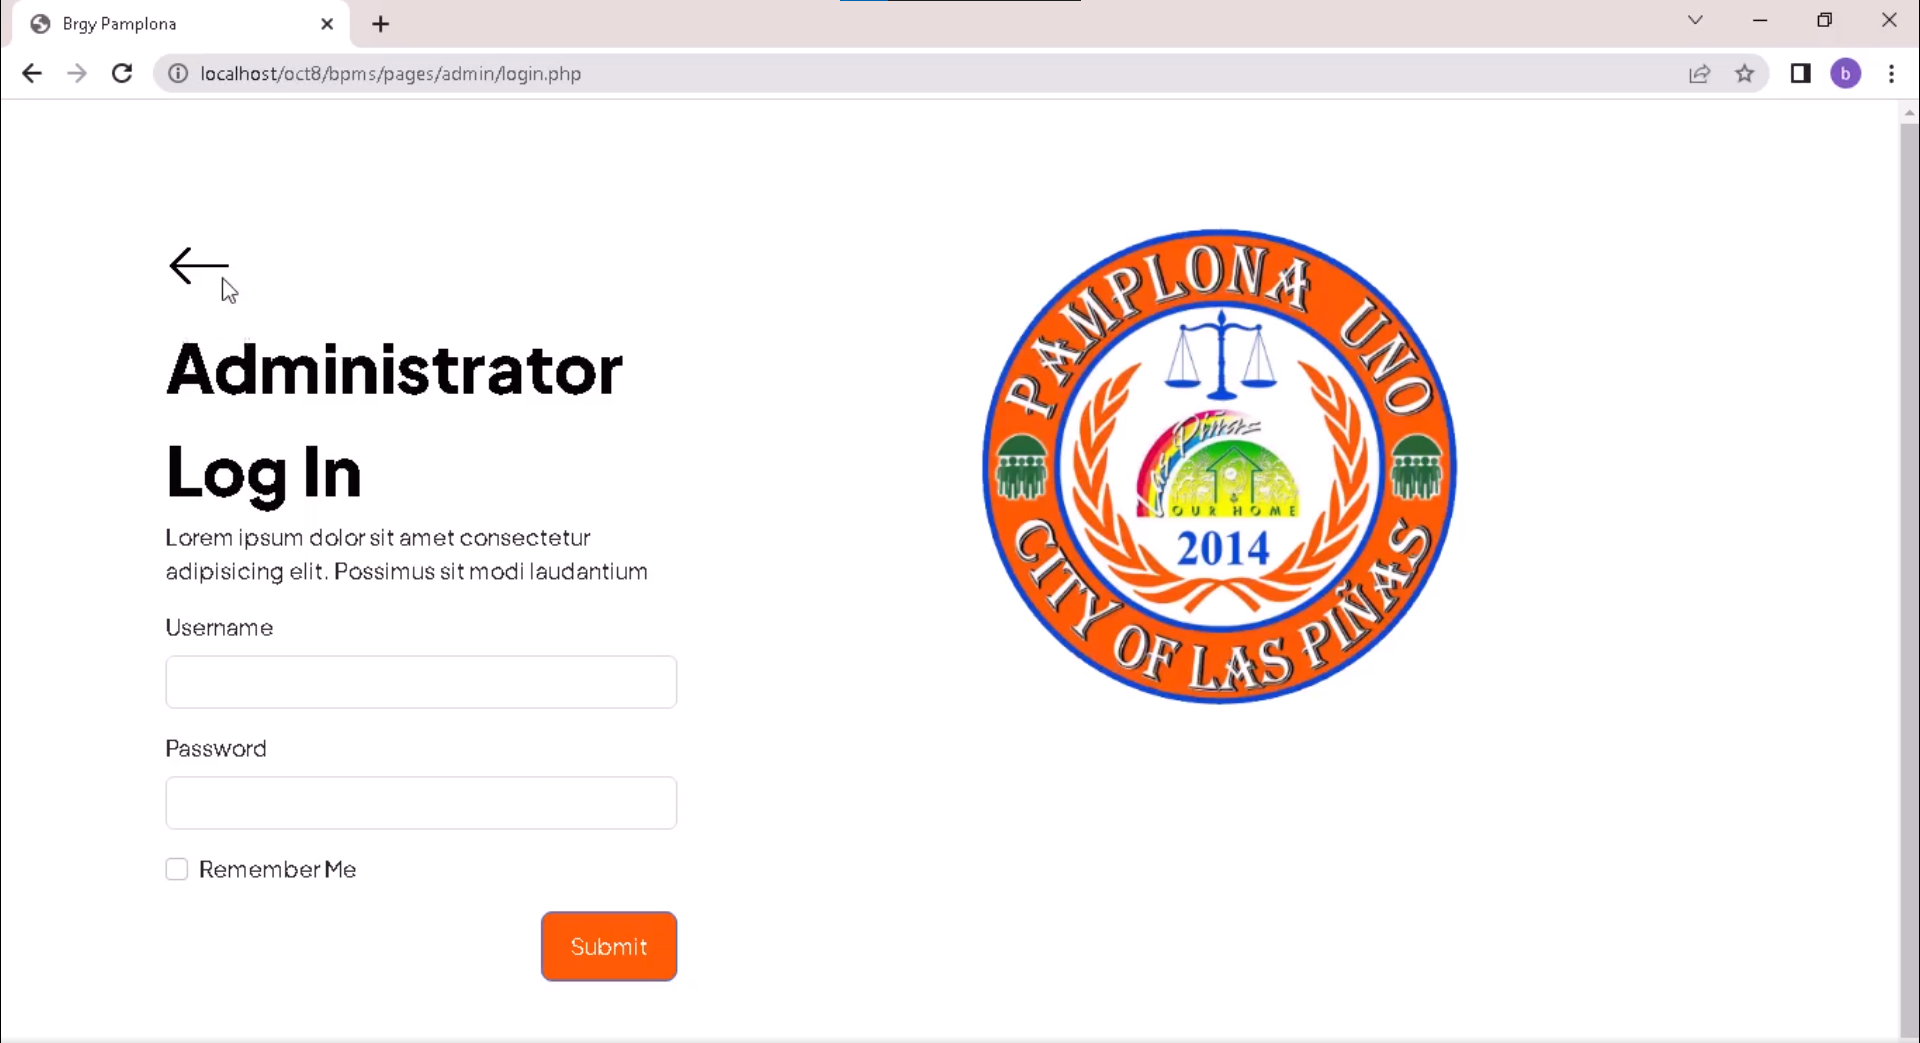 Brgy Pamplona
localhost/oct8/bpms/pages/admin/login.php
b
Administrator
Log In
Lorem ipsum dolor sit amet consectetur
adipisicing elit. Possimus sit modi laudantium
Username
Password
Remember Me
Submit
PAMPLONA UNO
Las Piñas
OUR HOME
2014
CITY OF LAS PIÑAS